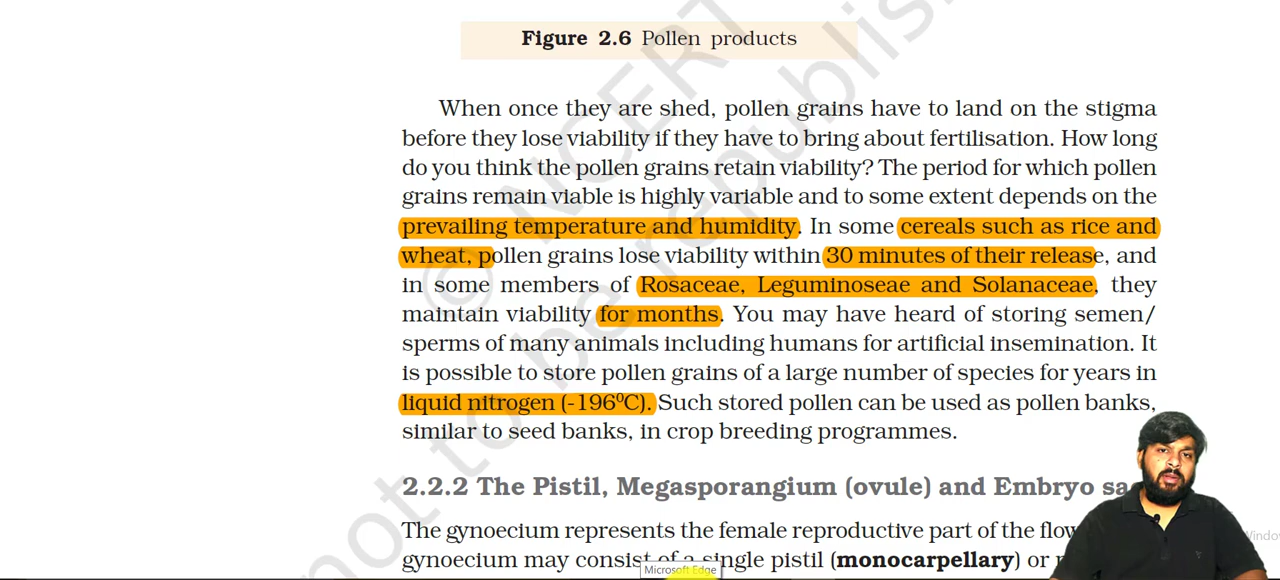 Figure 2.6 Pollen products
When once they are shed, pollen grains have to land on the stigma
before they lose viability if they have to bring about fertilisation. How long
do you think the pollen grains retain viability? The period for which pollen
grains remain viable is highly variable and to some extent depends on the
prevailing temperature and humidity. In some cereals such as rice and
wheat, pollen grains lose viability within 30 minutes of their release, and
in some members of Rosaceae, Leguminoseae and Solanaceae, they
maintain viability for months. You may have heard of storing semen/
sperms of many animals including humans for artificial insemination. It
is possible to store pollen grains of a large number of species for years in
liquid nitrogen (-196⁰C). Such stored pollen can be used as pollen banks,
similar to seed banks, in crop breeding programmes.
2.2.2 The Pistil, Megasporangium (ovule) and Embryo
The gynoecium represents the female reproductive part of the
gynoecium may consist of a single pistil (monocarpellary) or
Microsoft Edge
© NCERT
not to be republis